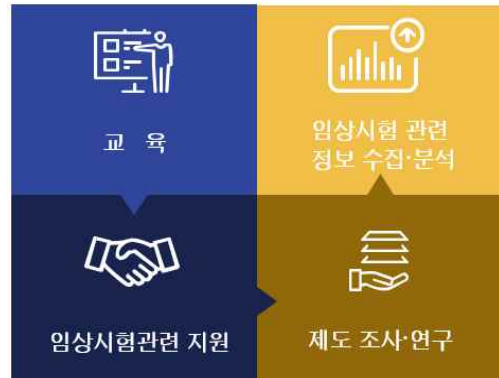 교 육
임상시험 관련
정보 수집·분석
임상시험관련 지원
제도 조사·연구